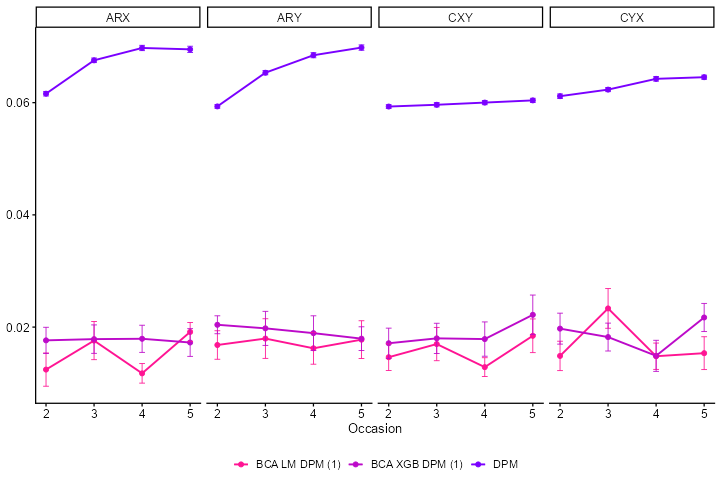 ARX ARY CXY CYX
0.06
0.04
0.02
2 3 4 5 2 3 4 5 2 3 4 5 2 3 4 5
Occasion
BCA LM DPM (1) BCA XGB DPM (1) DPM